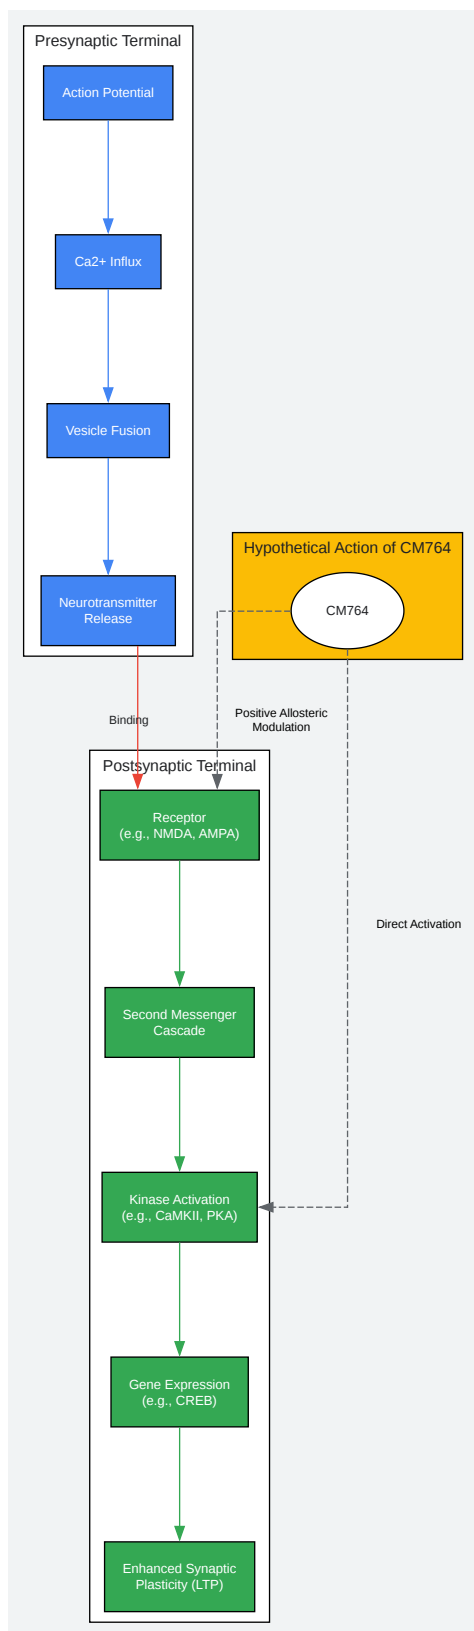 Presynaptic Terminal
Action Potential
Ca2+ Influx
Vesicle Fusion
Neurotransmitter
Release
Hypothetical Action of CM764
CM764
Binding
Positive Allosteric
Modulation
Postsynaptic Terminal
Receptor
(e.g., NMDA, AMPA)
Direct Activation
Second Messenger
Cascade
Kinase Activation
(e.g., CaMKII, PKA)
Gene Expression
(e.g., CREB)
Enhanced Synaptic
Plasticity (LTP)